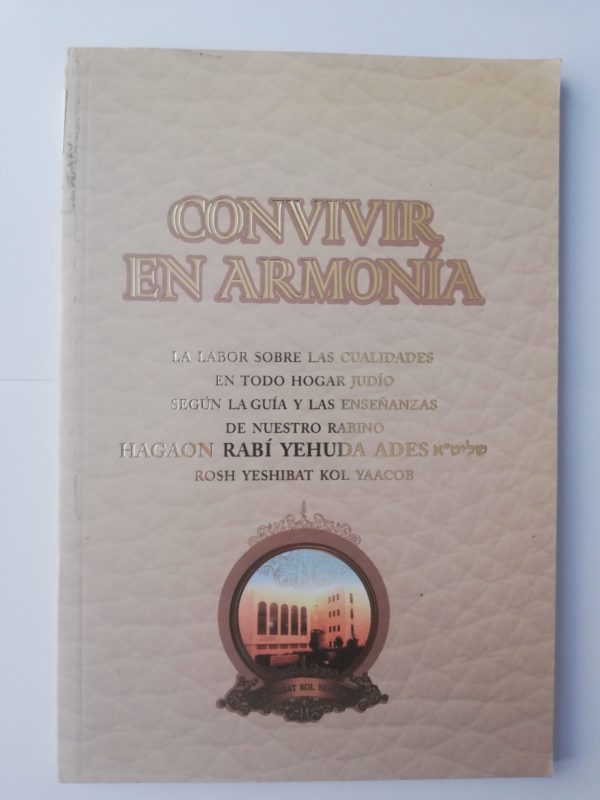 CONVIVIR
EN ARMONÍA
LA LABOR SOBRE LAS CUALIDADES
EN TODO HOGAR JUDÍO
SEGÚN LA GUÍA Y LAS ENSEÑANZAS
DE NUESTRO RABINO
HAGAON RABÍ YEHUDA ADES שליט"א
ROSH YESHIBAT KOL YAACOB
KOL